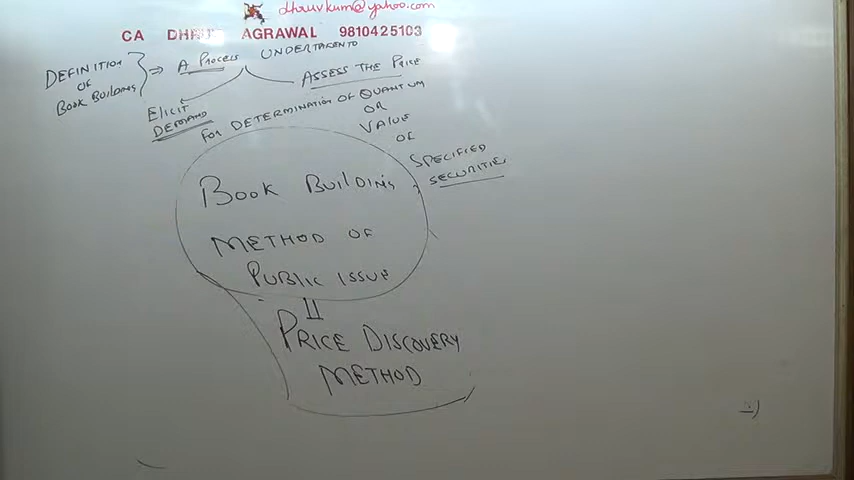 dhruvkum@yahoo.com
CA DHRUV AGRAWAL 9810425103
DEFINITION OF BOOK BUILDING } ⇒ A PROCESS UNDERTAKEN TO
ELICIT DEMAND
ASSESS THE PRICE
FOR DETERMINATION OF QUANTUM
OR
VALUE
OF
SPECIFIED
SECURITIES
BOOK BUILDING
METHOD OF
PUBLIC ISSUE
||
PRICE DISCOVERY
METHOD